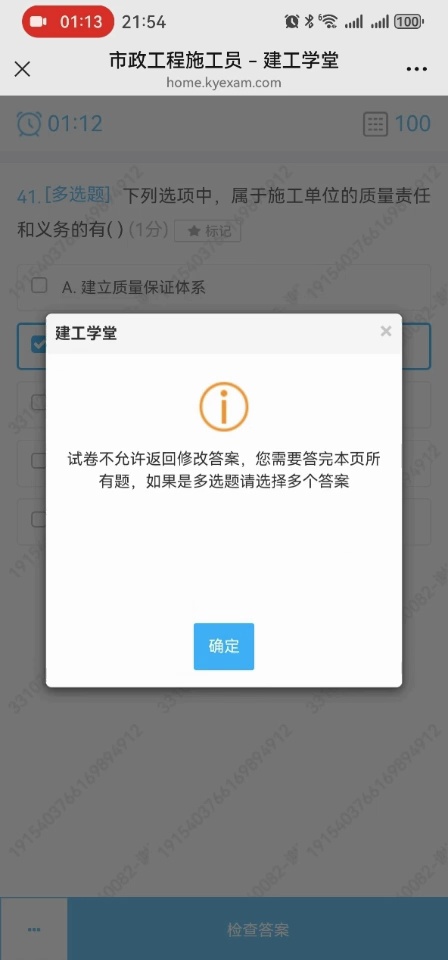 01:13 21:54 100
市政工程施工员 – 建工学堂
home.kyexam.com
01:12 100
41. [多选题] 下列选项中，属于施工单位的质量责任
和义务的有( ) (1分) ★ 标记
A. 建立质量保证体系
建工学堂
试卷不允许返回修改答案，您需要答完本页所
有题，如果是多选题请选择多个答案
确定
检查答案
191540376616989​4912